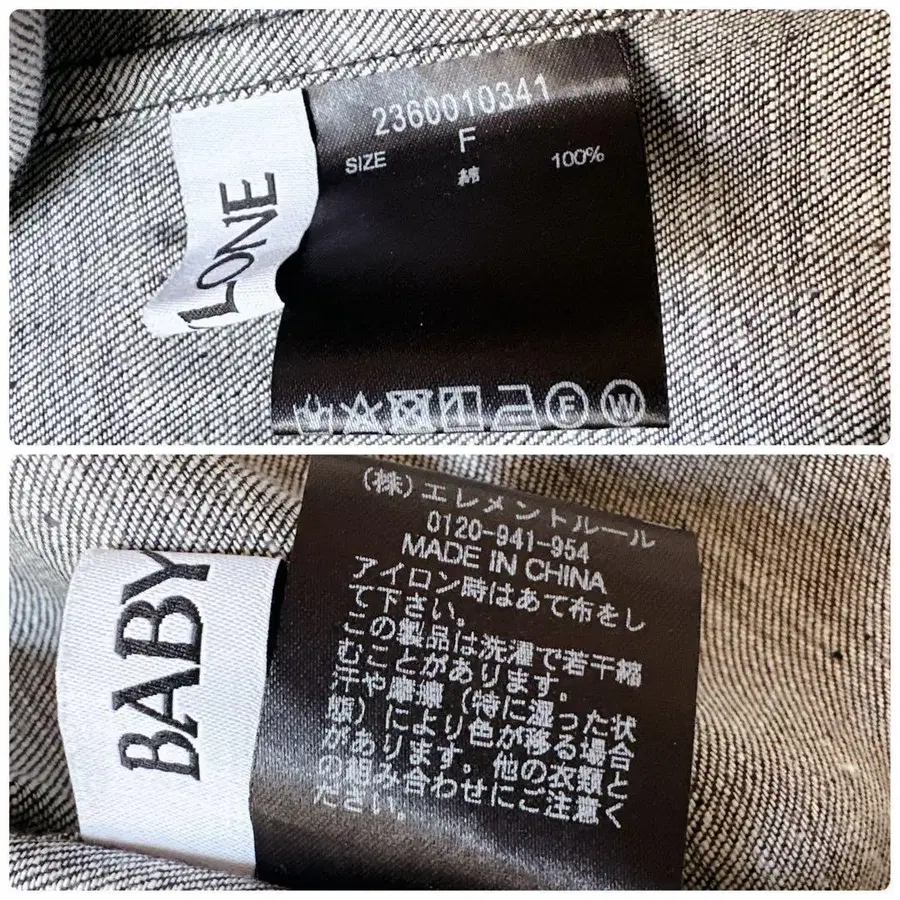 2360010341
SIZE F
綿 100%
LONE
F W
(株)エレメントルール
0120-941-954
MADE IN CHINA
アイロン時はあて布をし
て下さい。
この製品は洗濯で若干縮
むことがあります。
汗や摩擦(特に湿った状
態)により色が移る場合
があります。他の衣類と
の組み合わせにご注意く
ださい。
BABY